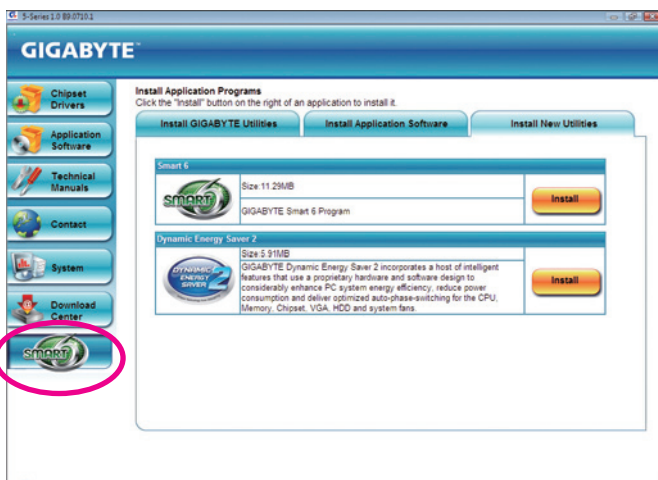 5-Series 1.0 B9.0710.1
GIGABYTE™
Chipset
Drivers
Application
Software
Technical
Manuals
Contact
System
Download
Center
SMART6
Install Application Programs
Click the "Install" button on the right of an application to install it.
Install GIGABYTE Utilities
Install Application Software
Install New Utilities
Smart 6
SMART6
Size:11.29MB
GIGABYTE Smart 6 Program
Install
Dynamic Energy Saver 2
DYNAMIC
ENERGY
SAVER 2
Size:5.91MB
GIGABYTE Dynamic Energy Saver 2 incorporates a host of intelligent
features that use a proprietary hardware and software design to
considerably enhance PC system energy efficiency, reduce power
consumption and deliver optimized auto-phase-switching for the CPU,
Memory, Chipset, VGA, HDD and system fans.
Install